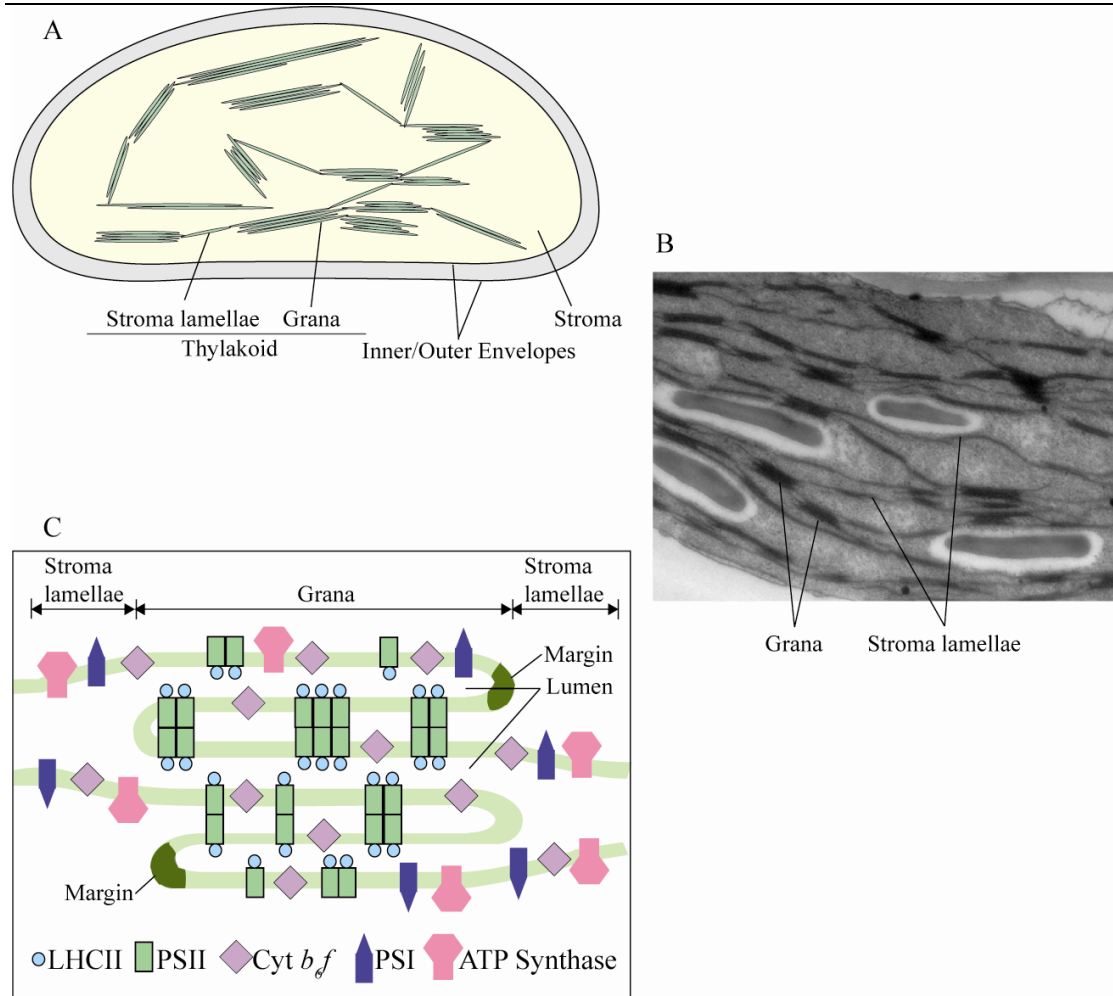 A
Stroma lamellae Grana
Thylakoid
Inner/Outer Envelopes
Stroma
B
Grana Stroma lamellae
C
Stroma lamellae
Grana
Stroma lamellae
Margin
Lumen
Margin
LHCII PSII Cyt b₆f PSI ATP Synthase